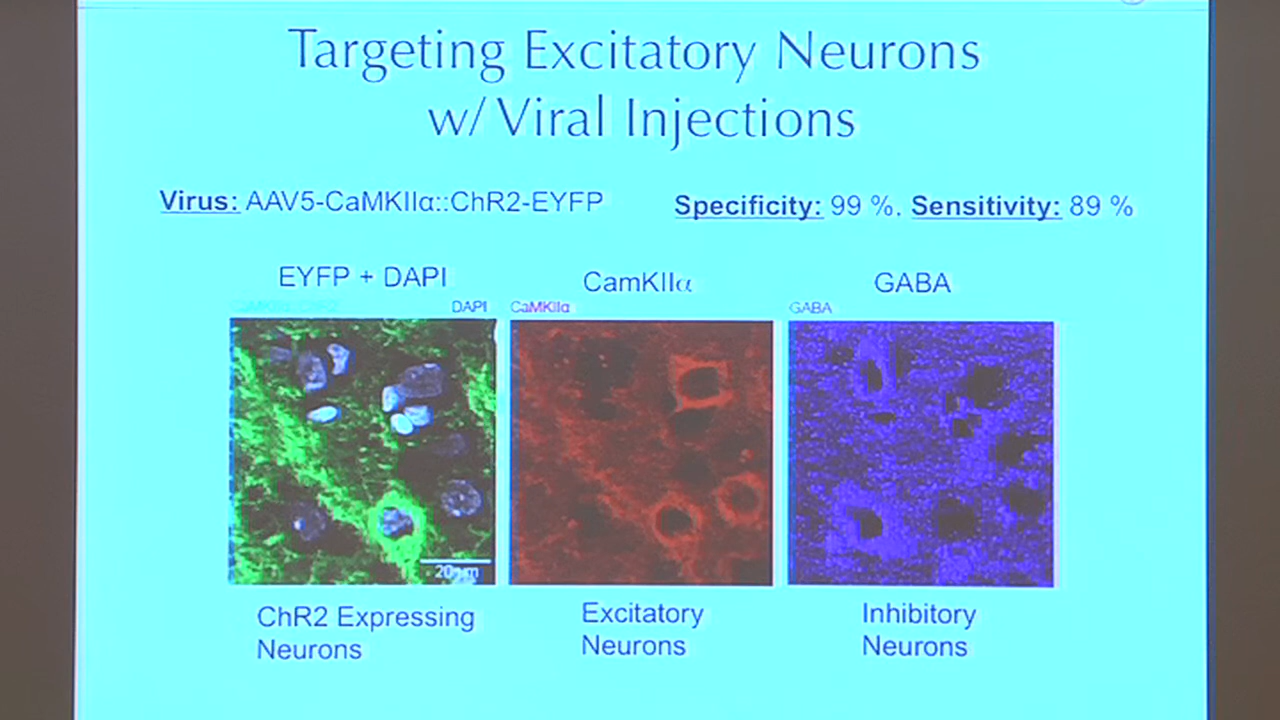 Targeting Excitatory Neurons
w/ Viral Injections
Virus: AAV5-CaMKIIα::ChR2-EYFP
Specificity: 99 %. Sensitivity: 89 %
EYFP + DAPI
CamKIIα
GABA
DAPI
CaMKIIα
GABA
ChR2 Expressing
Neurons
Excitatory
Neurons
Inhibitory
Neurons